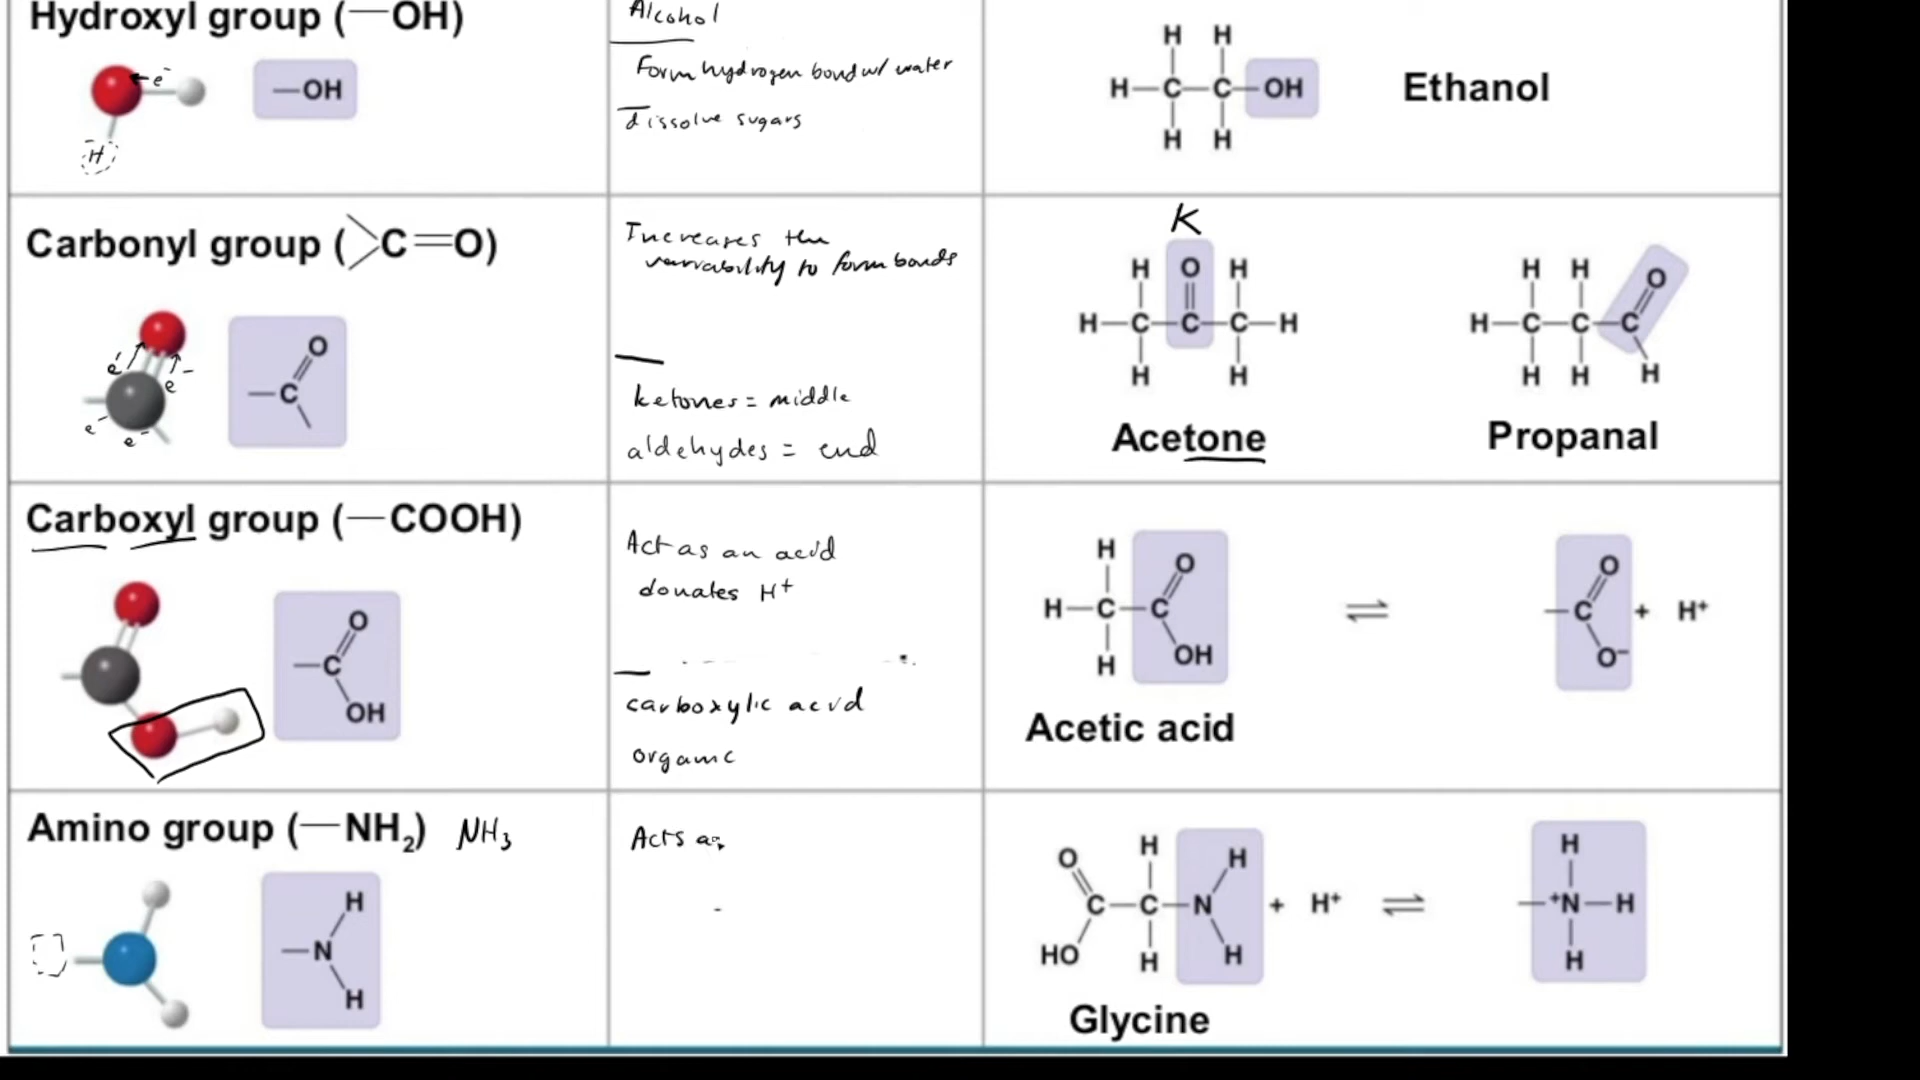 Hydroxyl group (—OH)
Alcohol
Form hydrogen bond w/ water
Dissolve sugars
e⁻
H
—OH
H H
H—C—C—OH
H H
Ethanol
Carbonyl group (>C=O)
Increases the
variability to form bonds
ketones = middle
aldehydes = end
e⁻
e⁻
e⁻ e⁻
O
—C
K
H O H
H—C—C—C—H
H H
Acetone
H H O
H—C—C—C
H H H
Propanal
Carboxyl group (—COOH)
Act as an acid
donates H⁺
carboxylic acid
organic
O
—C
OH
H O
H—C—C
H OH
Acetic acid
⇌
O
—C + H⁺
O⁻
Amino group (—NH₂) NH₃
Acts as
H
—N
H
O H H
C—C—N + H⁺
HO H H
Glycine
⇌
H
—⁺N—H
H